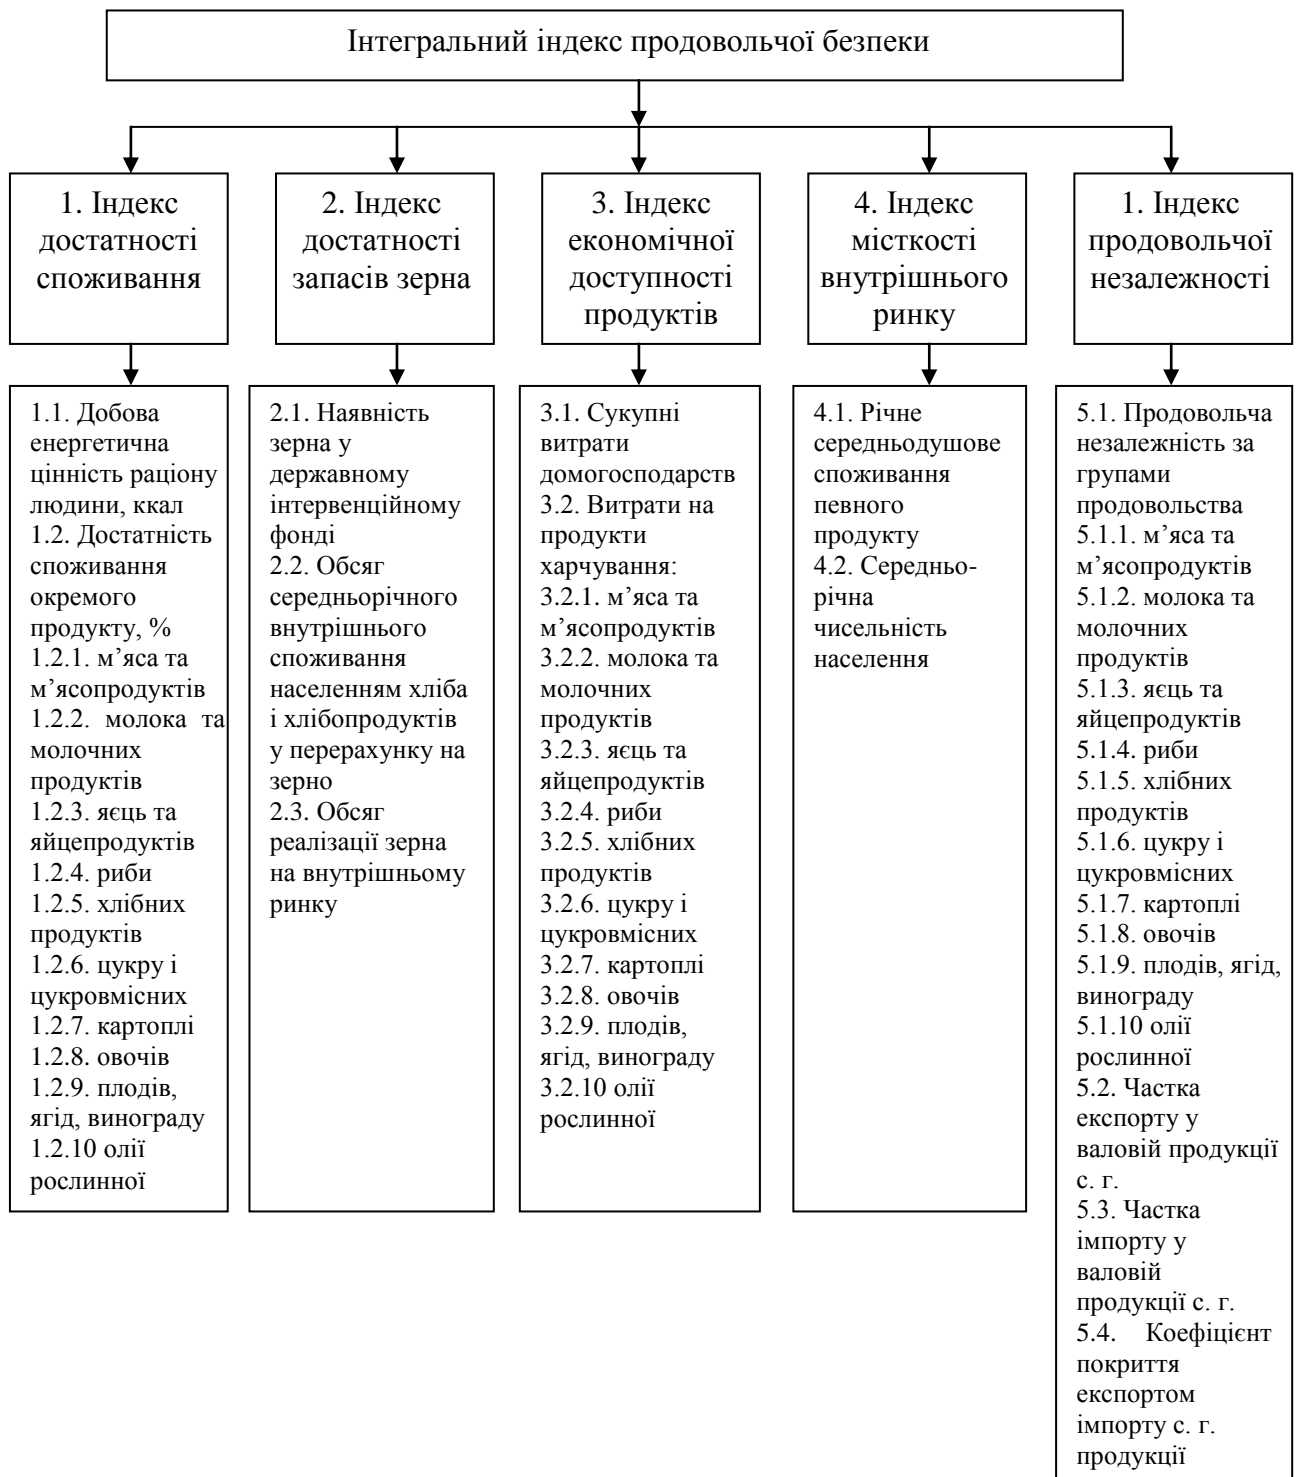 Інтегральний індекс продовольчої безпеки
1. Індекс
достатності
споживання
2. Індекс
достатності
запасів зерна
3. Індекс
економічної
доступності
продуктів
4. Індекс
місткості
внутрішнього
ринку
1. Індекс
продовольчої
незалежності
1.1. Добова
енергетична
цінність раціону
людини, ккал
1.2. Достатність
споживання
окремого
продукту, %
1.2.1. м’яса та
м’ясопродуктів
1.2.2. молока та
молочних
продуктів
1.2.3. яєць та
яйцепродуктів
1.2.4. риби
1.2.5. хлібних
продуктів
1.2.6. цукру і
цукровмісних
1.2.7. картоплі
1.2.8. овочів
1.2.9. плодів,
ягід, винограду
1.2.10 олії
рослинної
2.1. Наявність
зерна у
державному
інтервенційному
фонді
2.2. Обсяг
середньорічного
внутрішнього
споживання
населенням хліба
і хлібопродуктів
у перерахунку на
зерно
2.3. Обсяг
реалізації зерна
на внутрішньому
ринку
3.1. Сукупні
витрати
домогосподарств
3.2. Витрати на
продукти
харчування:
3.2.1. м’яса та
м’ясопродуктів
3.2.2. молока та
молочних
продуктів
3.2.3. яєць та
яйцепродуктів
3.2.4. риби
3.2.5. хлібних
продуктів
3.2.6. цукру і
цукровмісних
3.2.7. картоплі
3.2.8. овочів
3.2.9. плодів,
ягід, винограду
3.2.10 олії
рослинної
4.1. Річне
середньодушове
споживання
певного
продукту
4.2. Середньо-
річна
чисельність
населення
5.1. Продовольча
незалежність за
групами
продовольства
5.1.1. м’яса та
м’ясопродуктів
5.1.2. молока та
молочних
продуктів
5.1.3. яєць та
яйцепродуктів
5.1.4. риби
5.1.5. хлібних
продуктів
5.1.6. цукру і
цукровмісних
5.1.7. картоплі
5.1.8. овочів
5.1.9. плодів, ягід,
винограду
5.1.10 олії
рослинної
5.2. Частка
експорту у
валовій продукції
с. г.
5.3. Частка
імпорту у
валовій
продукції с. г.
5.4. Коефіцієнт
покриття
експортом
імпорту с. г.
продукції